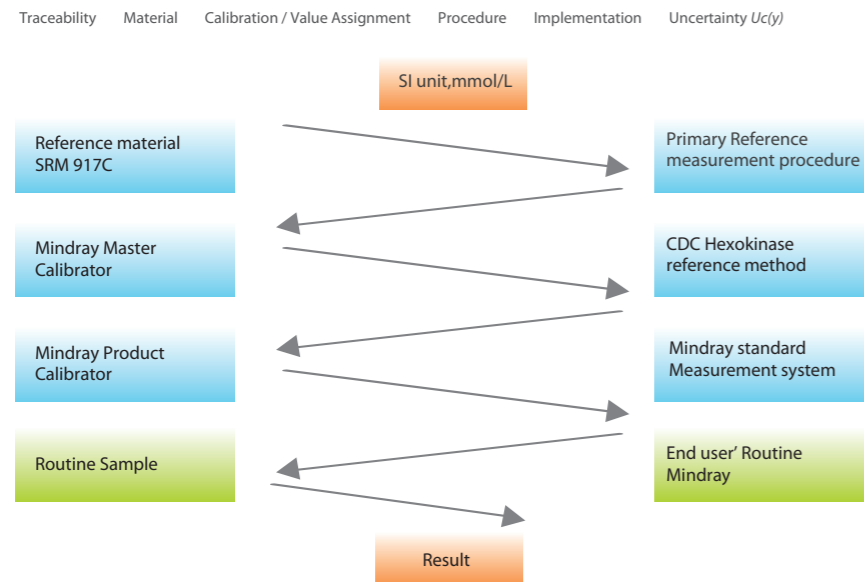 Traceability Material Calibration / Value Assignment Procedure Implementation Uncertainty Uc(y)
SI unit,mmol/L
Reference material
SRM 917C
Primary Reference
measurement procedure
Mindray Master
Calibrator
CDC Hexokinase
reference method
Mindray Product
Calibrator
Mindray standard
Measurement system
Routine Sample
End user' Routine
Mindray
Result